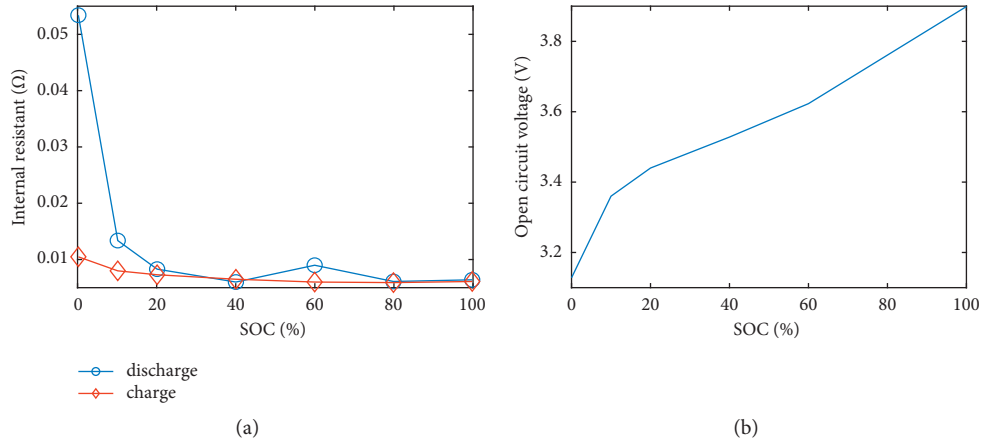 0.05
0.04
0.03
0.02
0.01
Internal resistant (Ω)
0 20 40 60 80 100
SOC (%)
discharge
charge
(a)
3.8
3.6
3.4
3.2
Open circuit voltage (V)
0 20 40 60 80 100
SOC (%)
(b)